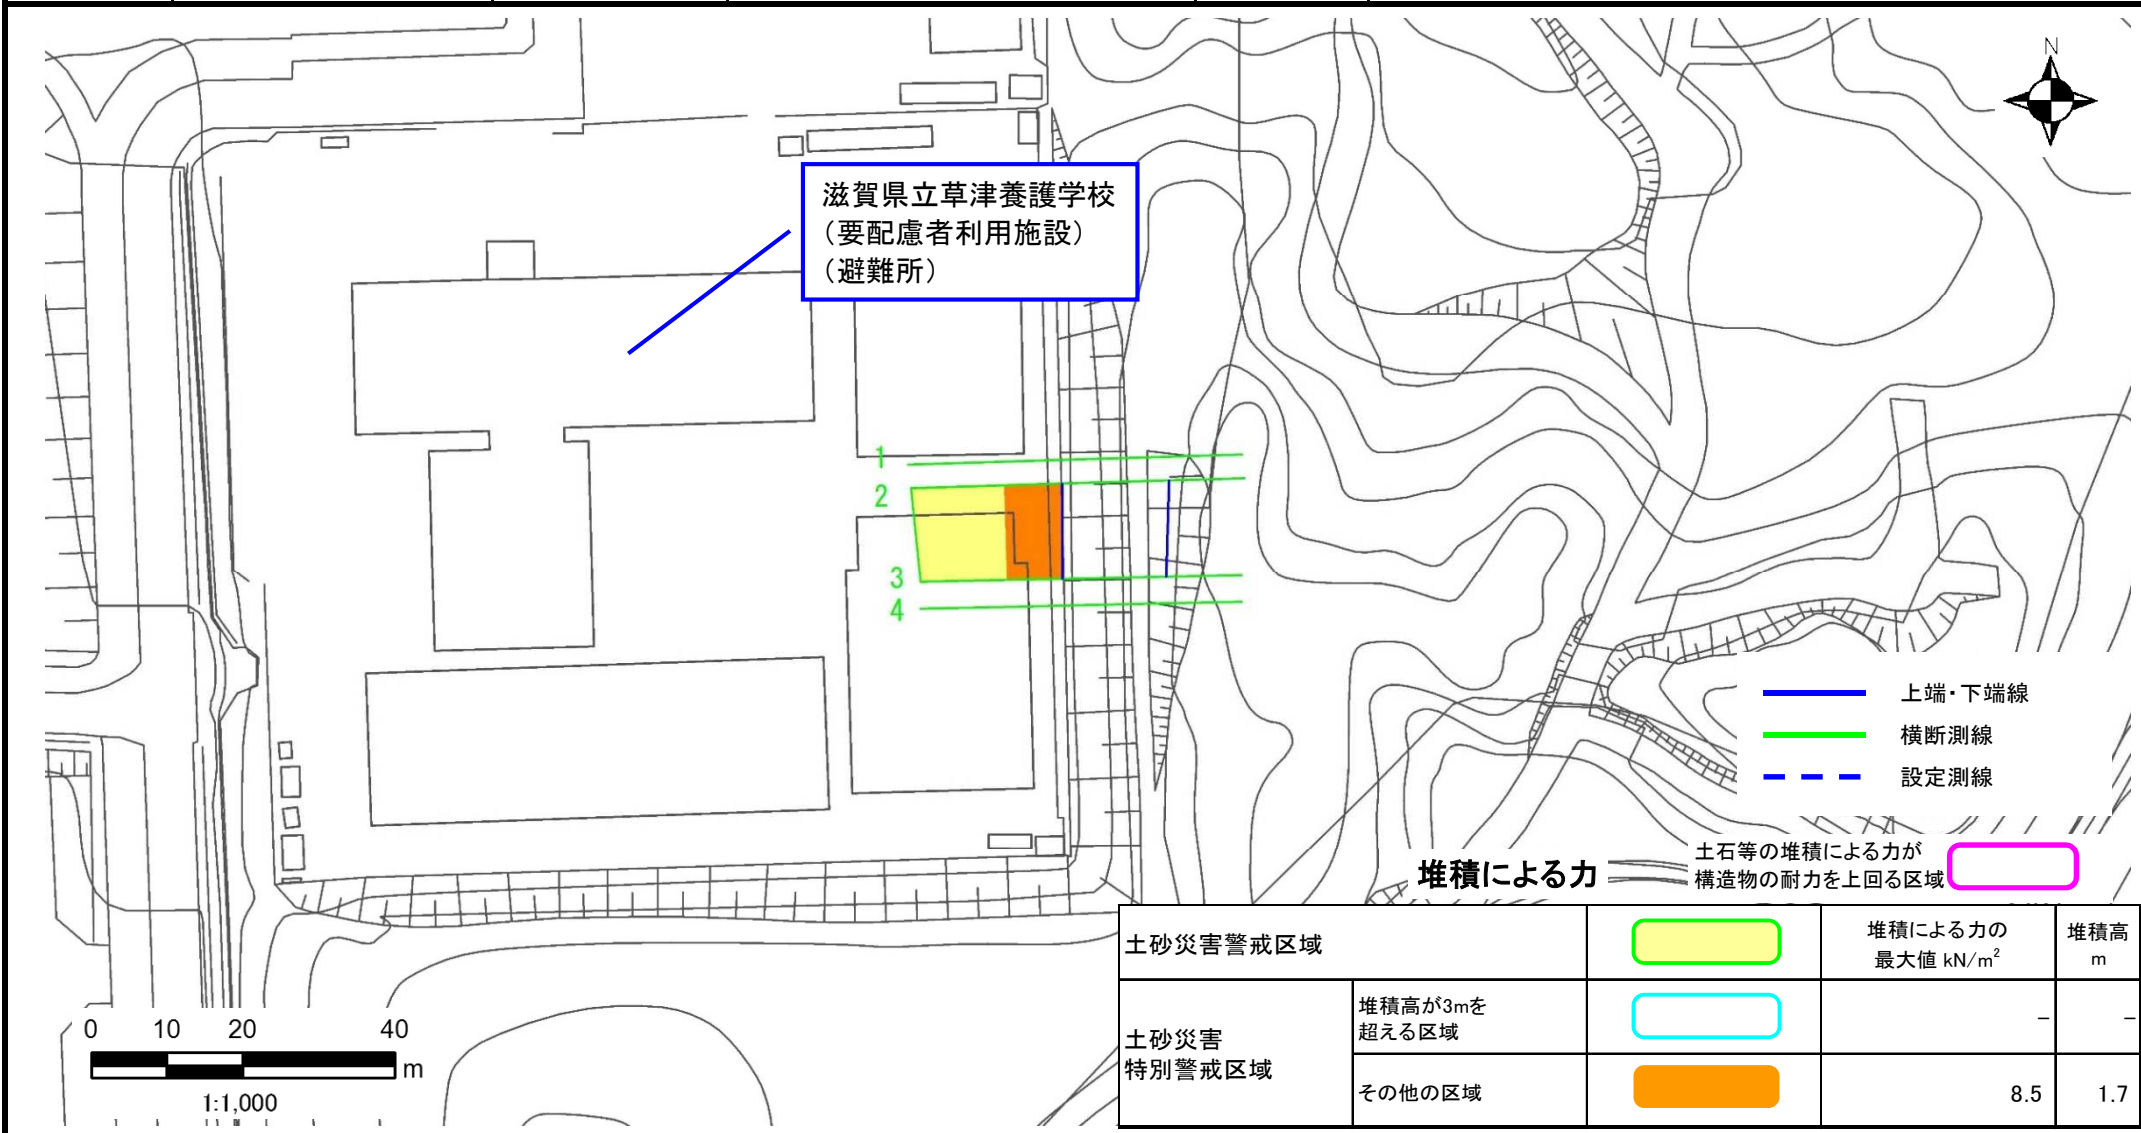 N
滋賀県立草津養護学校
（要配慮者利用施設）
（避難所）
1
2
3
4
上端・下端線
横断測線
設定測線
堆積による力
土石等の堆積による力が
構造物の耐力を上回る区域
土砂災害警戒区域
堆積による力の
最大値 kN/m²
堆積高
m
土砂災害
特別警戒区域
堆積高が3mを
超える区域
－
－
その他の区域
8.5
1.7
0 10 20 40
m
1:1,000